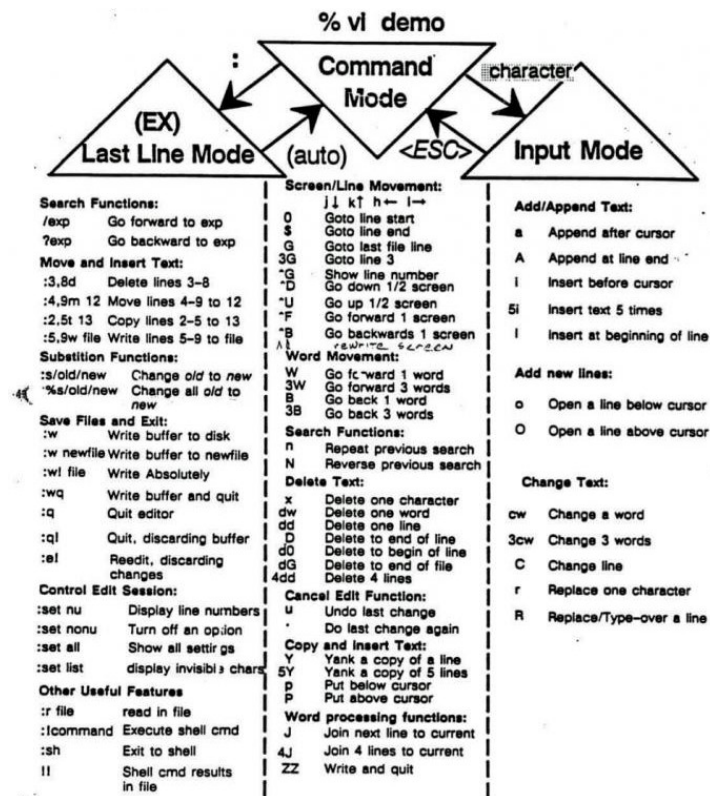 % vi demo
:
Command
Mode
character
(EX)
Last Line Mode
(auto)
<ESC>
Input Mode
Search Functions:
/exp Go forward to exp
?exp Go backward to exp
Move and Insert Text:
:3,8d Delete lines 3-8
:4,9m 12 Move lines 4-9 to 12
:2,5t 13 Copy lines 2-5 to 13
:5,9w file Write lines 5-9 to file
Substition Functions:
:s/old/new Change old to new
%s/old/new Change all old to
new
Save Files and Exit:
:w Write buffer to disk
:w newfile Write buffer to newfile
:w! file Write Absolutely
:wq Write buffer and quit
:q Quit editor
:q! Quit, discarding buffer
:e! Reedit, discarding
changes
Control Edit Session:
:set nu Display line numbers
:set nonu Turn off an option
:set all Show all settings
:set list display invisible chars
Other Useful Features
:r file read in file
:!command Execute shell cmd
:sh Exit to shell
!! Shell cmd results
in file
Screen/Line Movement:
j↓ k↑ h← l→
0 Goto line start
$ Goto line end
G Goto last file line
3G Goto line 3
^G Show line number
^D Go down 1/2 screen
^U Go up 1/2 screen
^F Go forward 1 screen
^B Go backwards 1 screen
rewrite screen
Word Movement:
W Go forward 1 word
3W Go forward 3 words
B Go back 1 word
3B Go back 3 words
Search Functions:
n Repeat previous search
N Reverse previous search
Delete Text:
x Delete one character
dw Delete one word
dd Delete one line
D Delete to end of line
d0 Delete to begin of line
dG Delete to end of file
4dd Delete 4 lines
Cancel Edit Function:
u Undo last change
. Do last change again
Copy and Insert Text:
Y Yank a copy of a line
5Y Yank a copy of 5 lines
p Put below cursor
P Put above cursor
Word processing functions:
J Join next line to current
4J Join 4 lines to current
ZZ Write and quit
Add/Append Text:
a Append after cursor
A Append at line end
i Insert before cursor
5i Insert text 5 times
I Insert at beginning of line
Add new lines:
o Open a line below cursor
O Open a line above cursor
Change Text:
cw Change a word
3cw Change 3 words
C Change line
r Replace one character
R Replace/Type-over a line